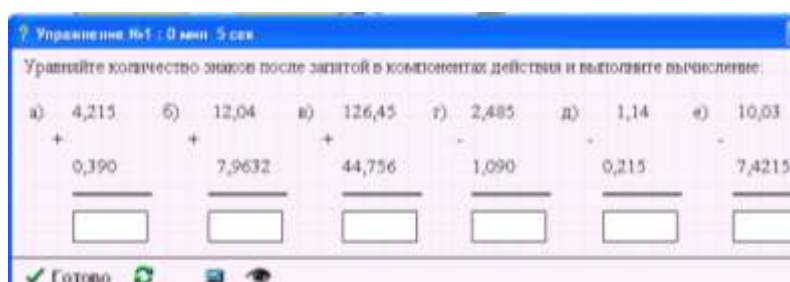 ? Упражнение №1 : 0 мин 5 сек
Уравняйте количество знаков после запятой в компонентах действия и выполните вычисление:
а) 4,215 б) 12,04 в) 126,45 г) 2,485 д) 1,14 е) 10,03
+ + + - - -
0,390 7,9632 44,756 1,090 0,215 7,4215
Готово